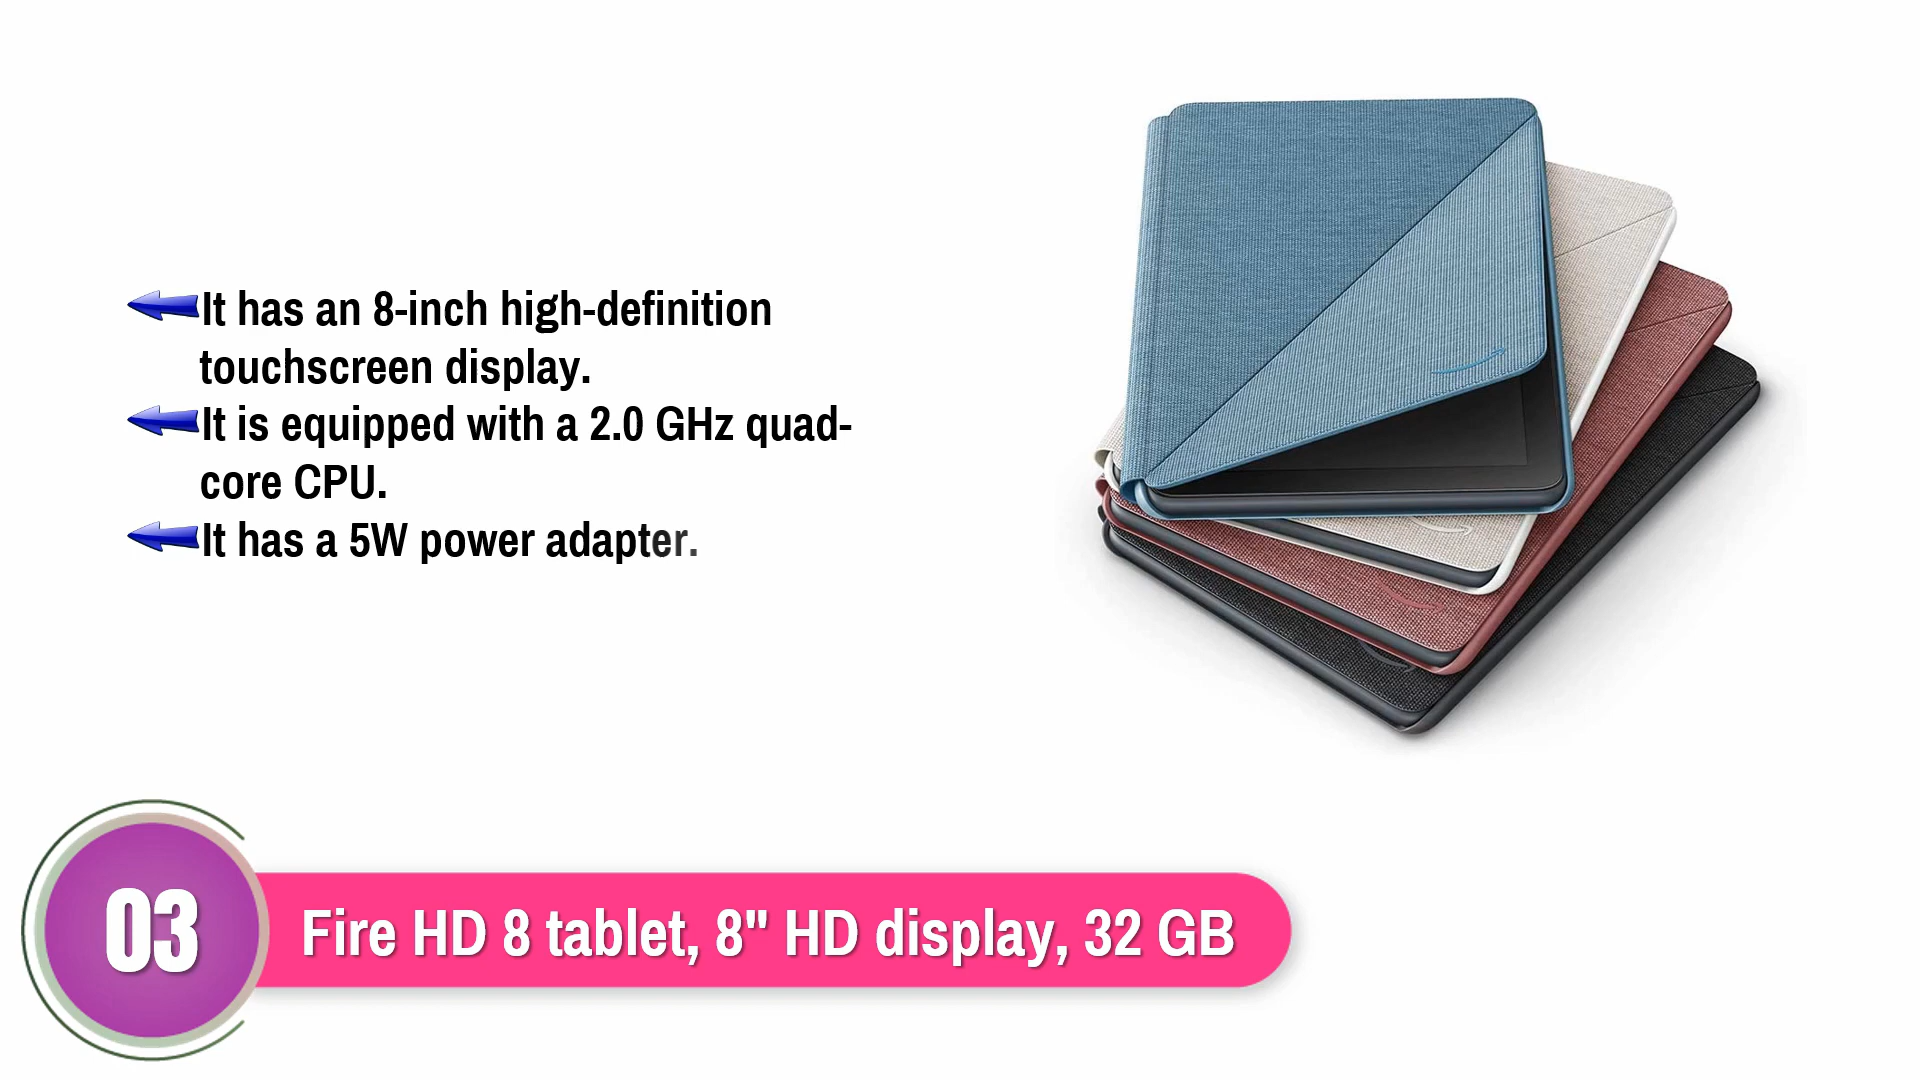 It has an 8-inch high-definition
touchscreen display.
It is equipped with a 2.0 GHz quad-
core CPU.
It has a 5W power adapter.
03
Fire HD 8 tablet, 8" HD display, 32 GB